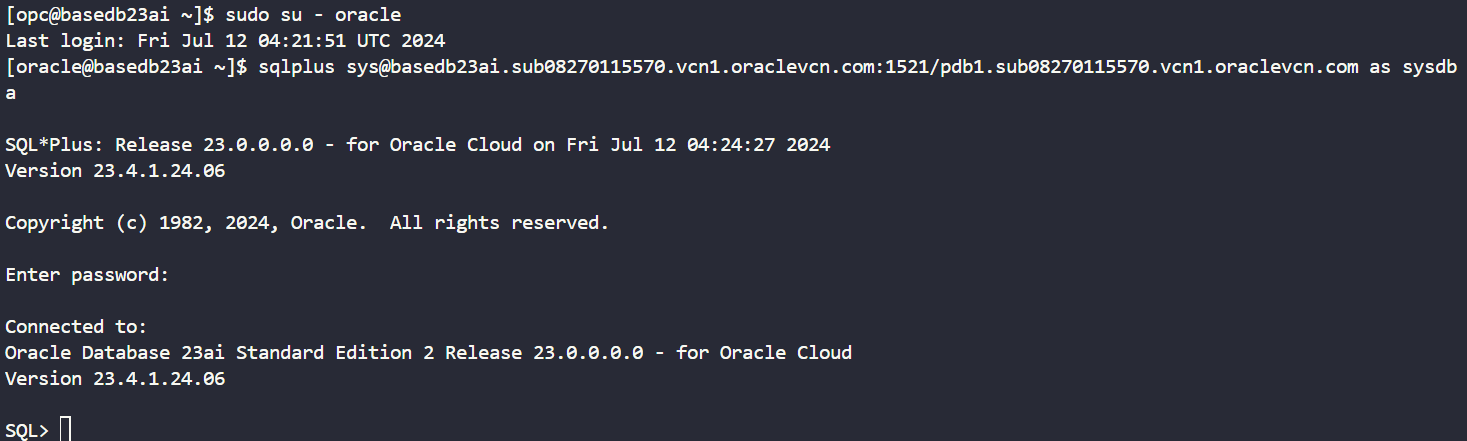 [opc@basedb23ai ~]$ sudo su - oracle
Last login: Fri Jul 12 04:21:51 UTC 2024
[oracle@basedb23ai ~]$ sqlplus sys@basedb23ai.sub08270115570.vcn1.oraclevcn.com:1521/pdb1.sub08270115570.vcn1.oraclevcn.com as sysdb
a
SQL*Plus: Release 23.0.0.0.0 - for Oracle Cloud on Fri Jul 12 04:24:27 2024
Version 23.4.1.24.06
Copyright (c) 1982, 2024, Oracle.  All rights reserved.
Enter password:
Connected to:
Oracle Database 23ai Standard Edition 2 Release 23.0.0.0.0 - for Oracle Cloud
Version 23.4.1.24.06
SQL>